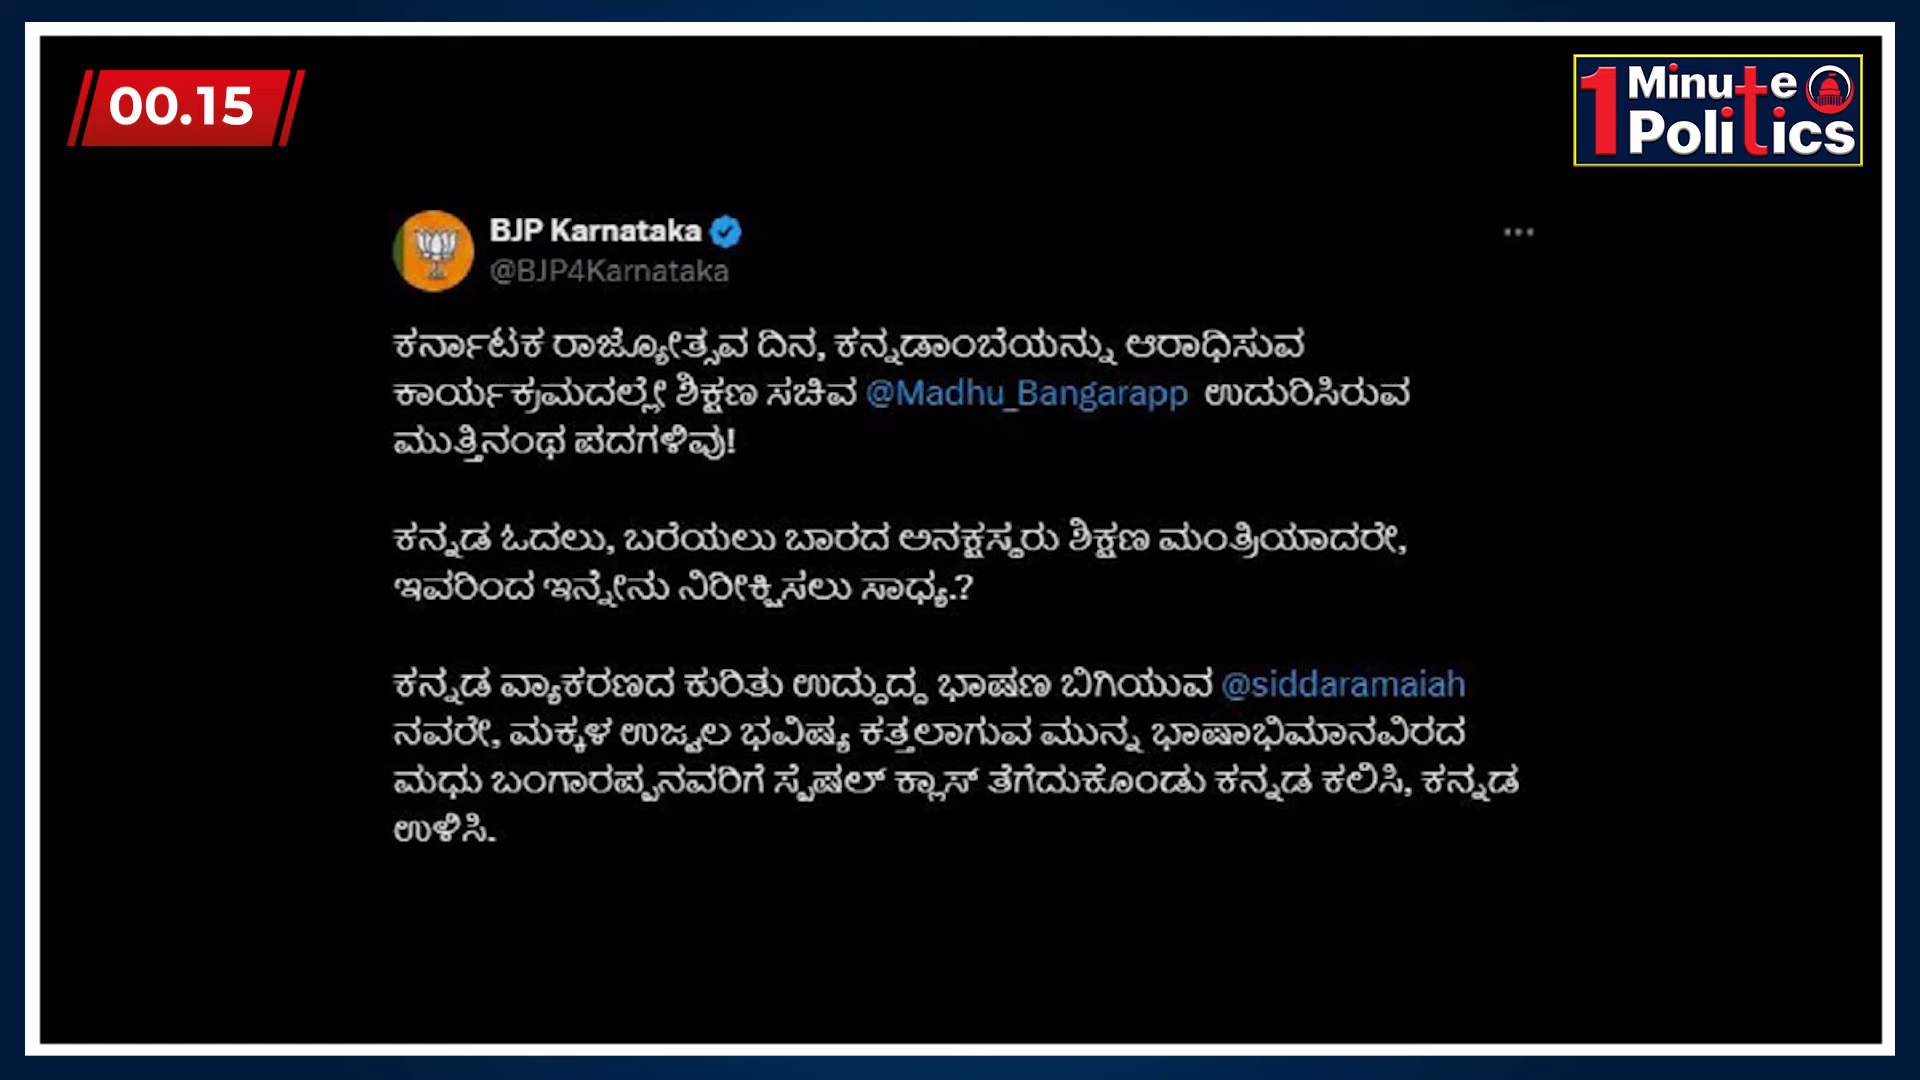 00.15
1 Minute Politics
BJP Karnataka
@BJP4Karnataka
ಕರ್ನಾಟಕ ರಾಜ್ಯೋತ್ಸವ ದಿನ, ಕನ್ನಡಾಂಬೆಯನ್ನು ಆರಾಧಿಸುವ
ಕಾರ್ಯಕ್ರಮದಲ್ಲೇ ಶಿಕ್ಷಣ ಸಚಿವ @Madhu_Bangarapp ಉದುರಿಸಿರುವ
ಮುತ್ತಿನಂಥ ಪದಗಳಿವು!
ಕನ್ನಡ ಓದಲು, ಬರೆಯಲು ಬಾರದ ಅನಕ್ಷಸ್ಥರು ಶಿಕ್ಷಣ ಮಂತ್ರಿಯಾದರೇ,
ಇವರಿಂದ ಇನ್ನೇನು ನಿರೀಕ್ಷಿಸಲು ಸಾಧ್ಯ.?
ಕನ್ನಡ ವ್ಯಾಕರಣದ ಕುರಿತು ಉದ್ದುದ್ದ ಭಾಷಣ ಬಿಗಿಯುವ @siddaramaiah
ನವರೇ, ಮಕ್ಕಳ ಉಜ್ವಲ ಭವಿಷ್ಯ ಕತ್ತಲಾಗುವ ಮುನ್ನ ಭಾಷಾಭಿಮಾನವಿರದ
ಮಧು ಬಂಗಾರಪ್ಪನವರಿಗೆ ಸ್ಪೆಷಲ್ ಕ್ಲಾಸ್ ತೆಗೆದುಕೊಂಡು ಕನ್ನಡ ಕಲಿಸಿ, ಕನ್ನಡ
ಉಳಿಸಿ.